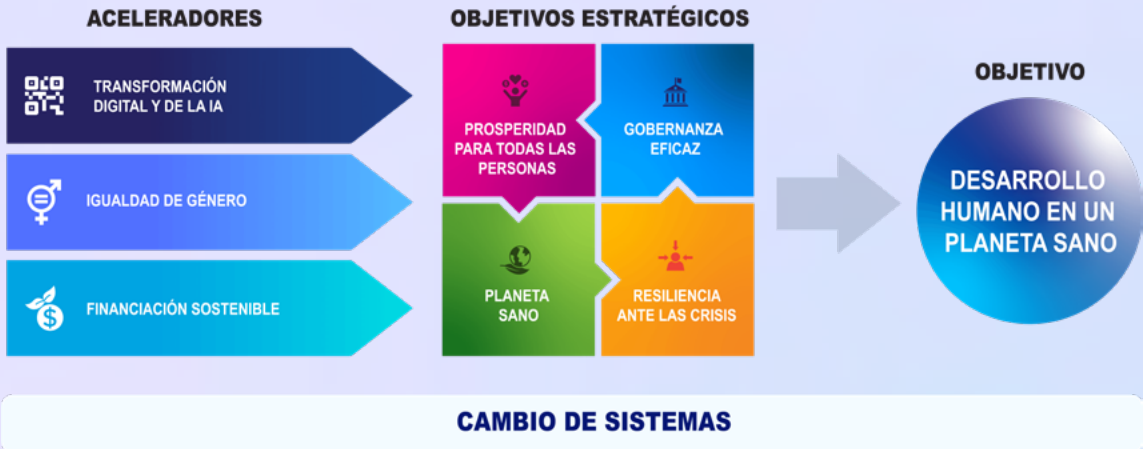 ACELERADORES
TRANSFORMACIÓN
DIGITAL Y DE LA IA
IGUALDAD DE GÉNERO
FINANCIACIÓN SOSTENIBLE
OBJETIVOS ESTRATÉGICOS
PROSPERIDAD
PARA TODAS LAS
PERSONAS
GOBERNANZA
EFICAZ
PLANETA
SANO
RESILIENCIA
ANTE LAS CRISIS
OBJETIVO
DESARROLLO
HUMANO EN UN
PLANETA SANO
CAMBIO DE SISTEMAS